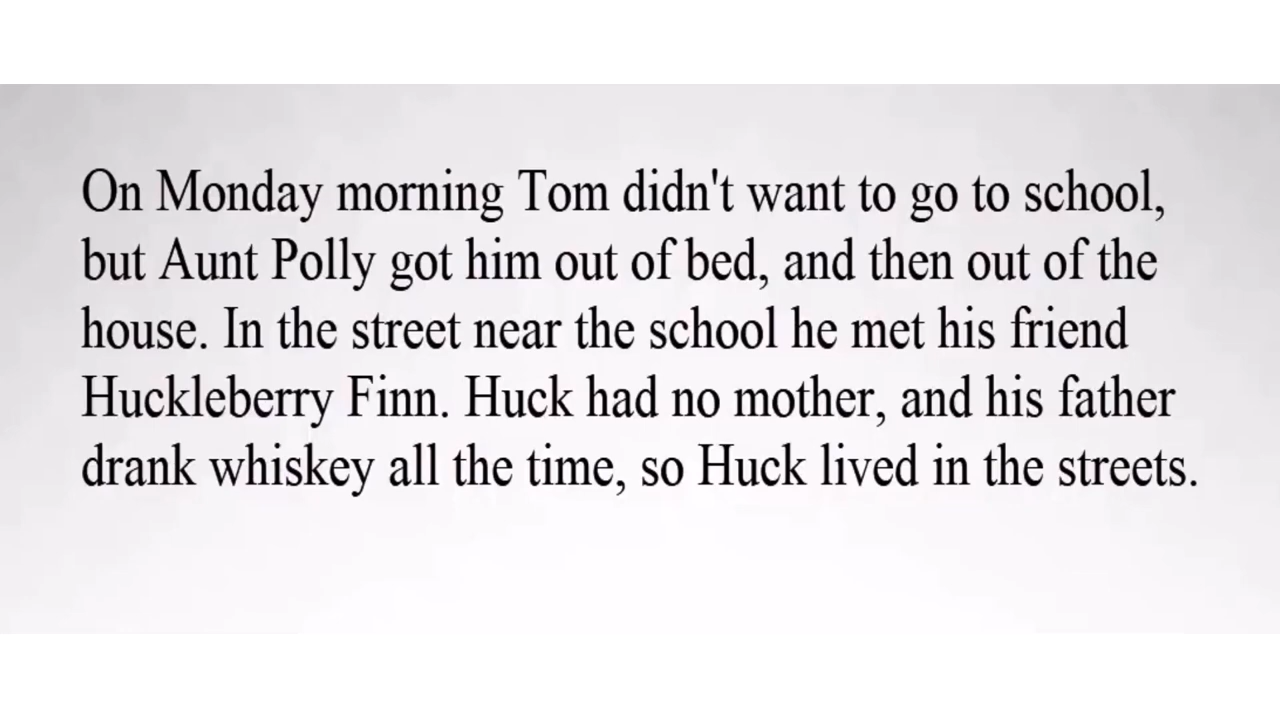 On Monday morning Tom didn't want to go to school,
but Aunt Polly got him out of bed, and then out of the
house. In the street near the school he met his friend
Huckleberry Finn. Huck had no mother, and his father
drank whiskey all the time, so Huck lived in the streets.